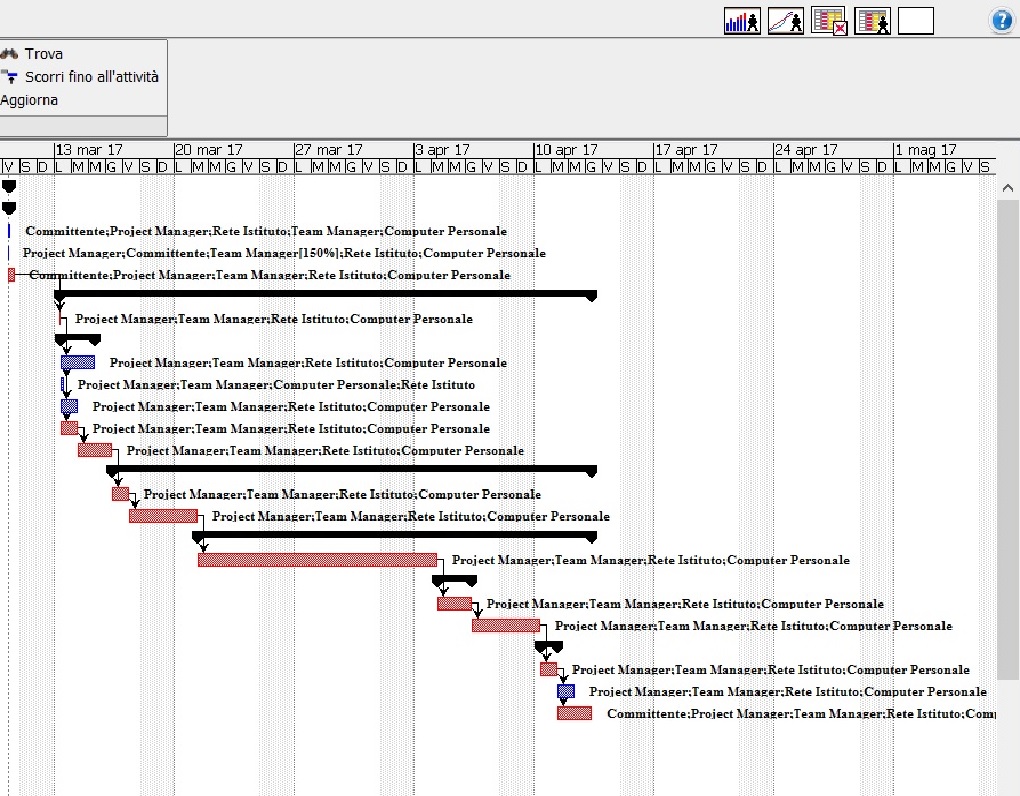 Trova
Scorri fino all'attività
Aggiorna
13 mar 17 20 mar 17 27 mar 17 3 apr 17 10 apr 17 17 apr 17 24 apr 17 1 mag 17
V S D L M M G V S D L M M G V S D L M M G V S D L M M G V S D L M M G V S D L M M G V S D L M M G V S D L M M G V S
Committente;Project Manager;Rete Istituto;Team Manager;Computer Personale
Project Manager;Committente;Team Manager[150%];Rete Istituto;Computer Personale
Committente;Project Manager;Team Manager;Rete Istituto;Computer Personale
Project Manager;Team Manager;Rete Istituto;Computer Personale
Project Manager;Team Manager;Rete Istituto;Computer Personale
Project Manager;Team Manager;Computer Personale;Rete Istituto
Project Manager;Team Manager;Rete Istituto;Computer Personale
Project Manager;Team Manager;Rete Istituto;Computer Personale
Project Manager;Team Manager;Rete Istituto;Computer Personale
Project Manager;Team Manager;Rete Istituto;Computer Personale
Project Manager;Team Manager;Rete Istituto;Computer Personale
Project Manager;Team Manager;Rete Istituto;Computer Personale
Project Manager;Team Manager;Rete Istituto;Computer Personale
Project Manager;Team Manager;Rete Istituto;Computer Personale
Project Manager;Team Manager;Rete Istituto;Computer Personale
Project Manager;Team Manager;Rete Istituto;Computer Personale
Committente;Project Manager;Team Manager;Rete Istituto;Com